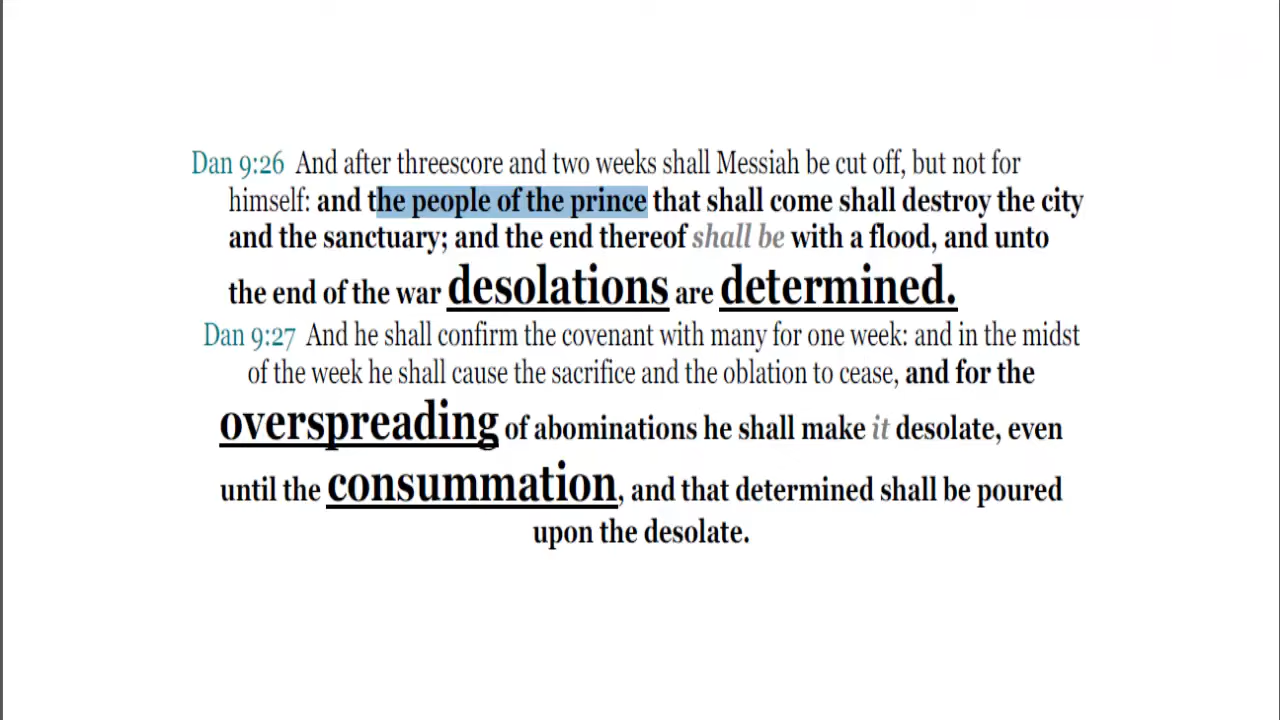 Dan 9:26 And after threescore and two weeks shall Messiah be cut off, but not for
himself: and the people of the prince that shall come shall destroy the city
and the sanctuary; and the end thereof shall be with a flood, and unto
the end of the war desolations are determined.
Dan 9:27 And he shall confirm the covenant with many for one week: and in the midst
of the week he shall cause the sacrifice and the oblation to cease, and for the
overspreading of abominations he shall make it desolate, even
until the consummation, and that determined shall be poured
upon the desolate.